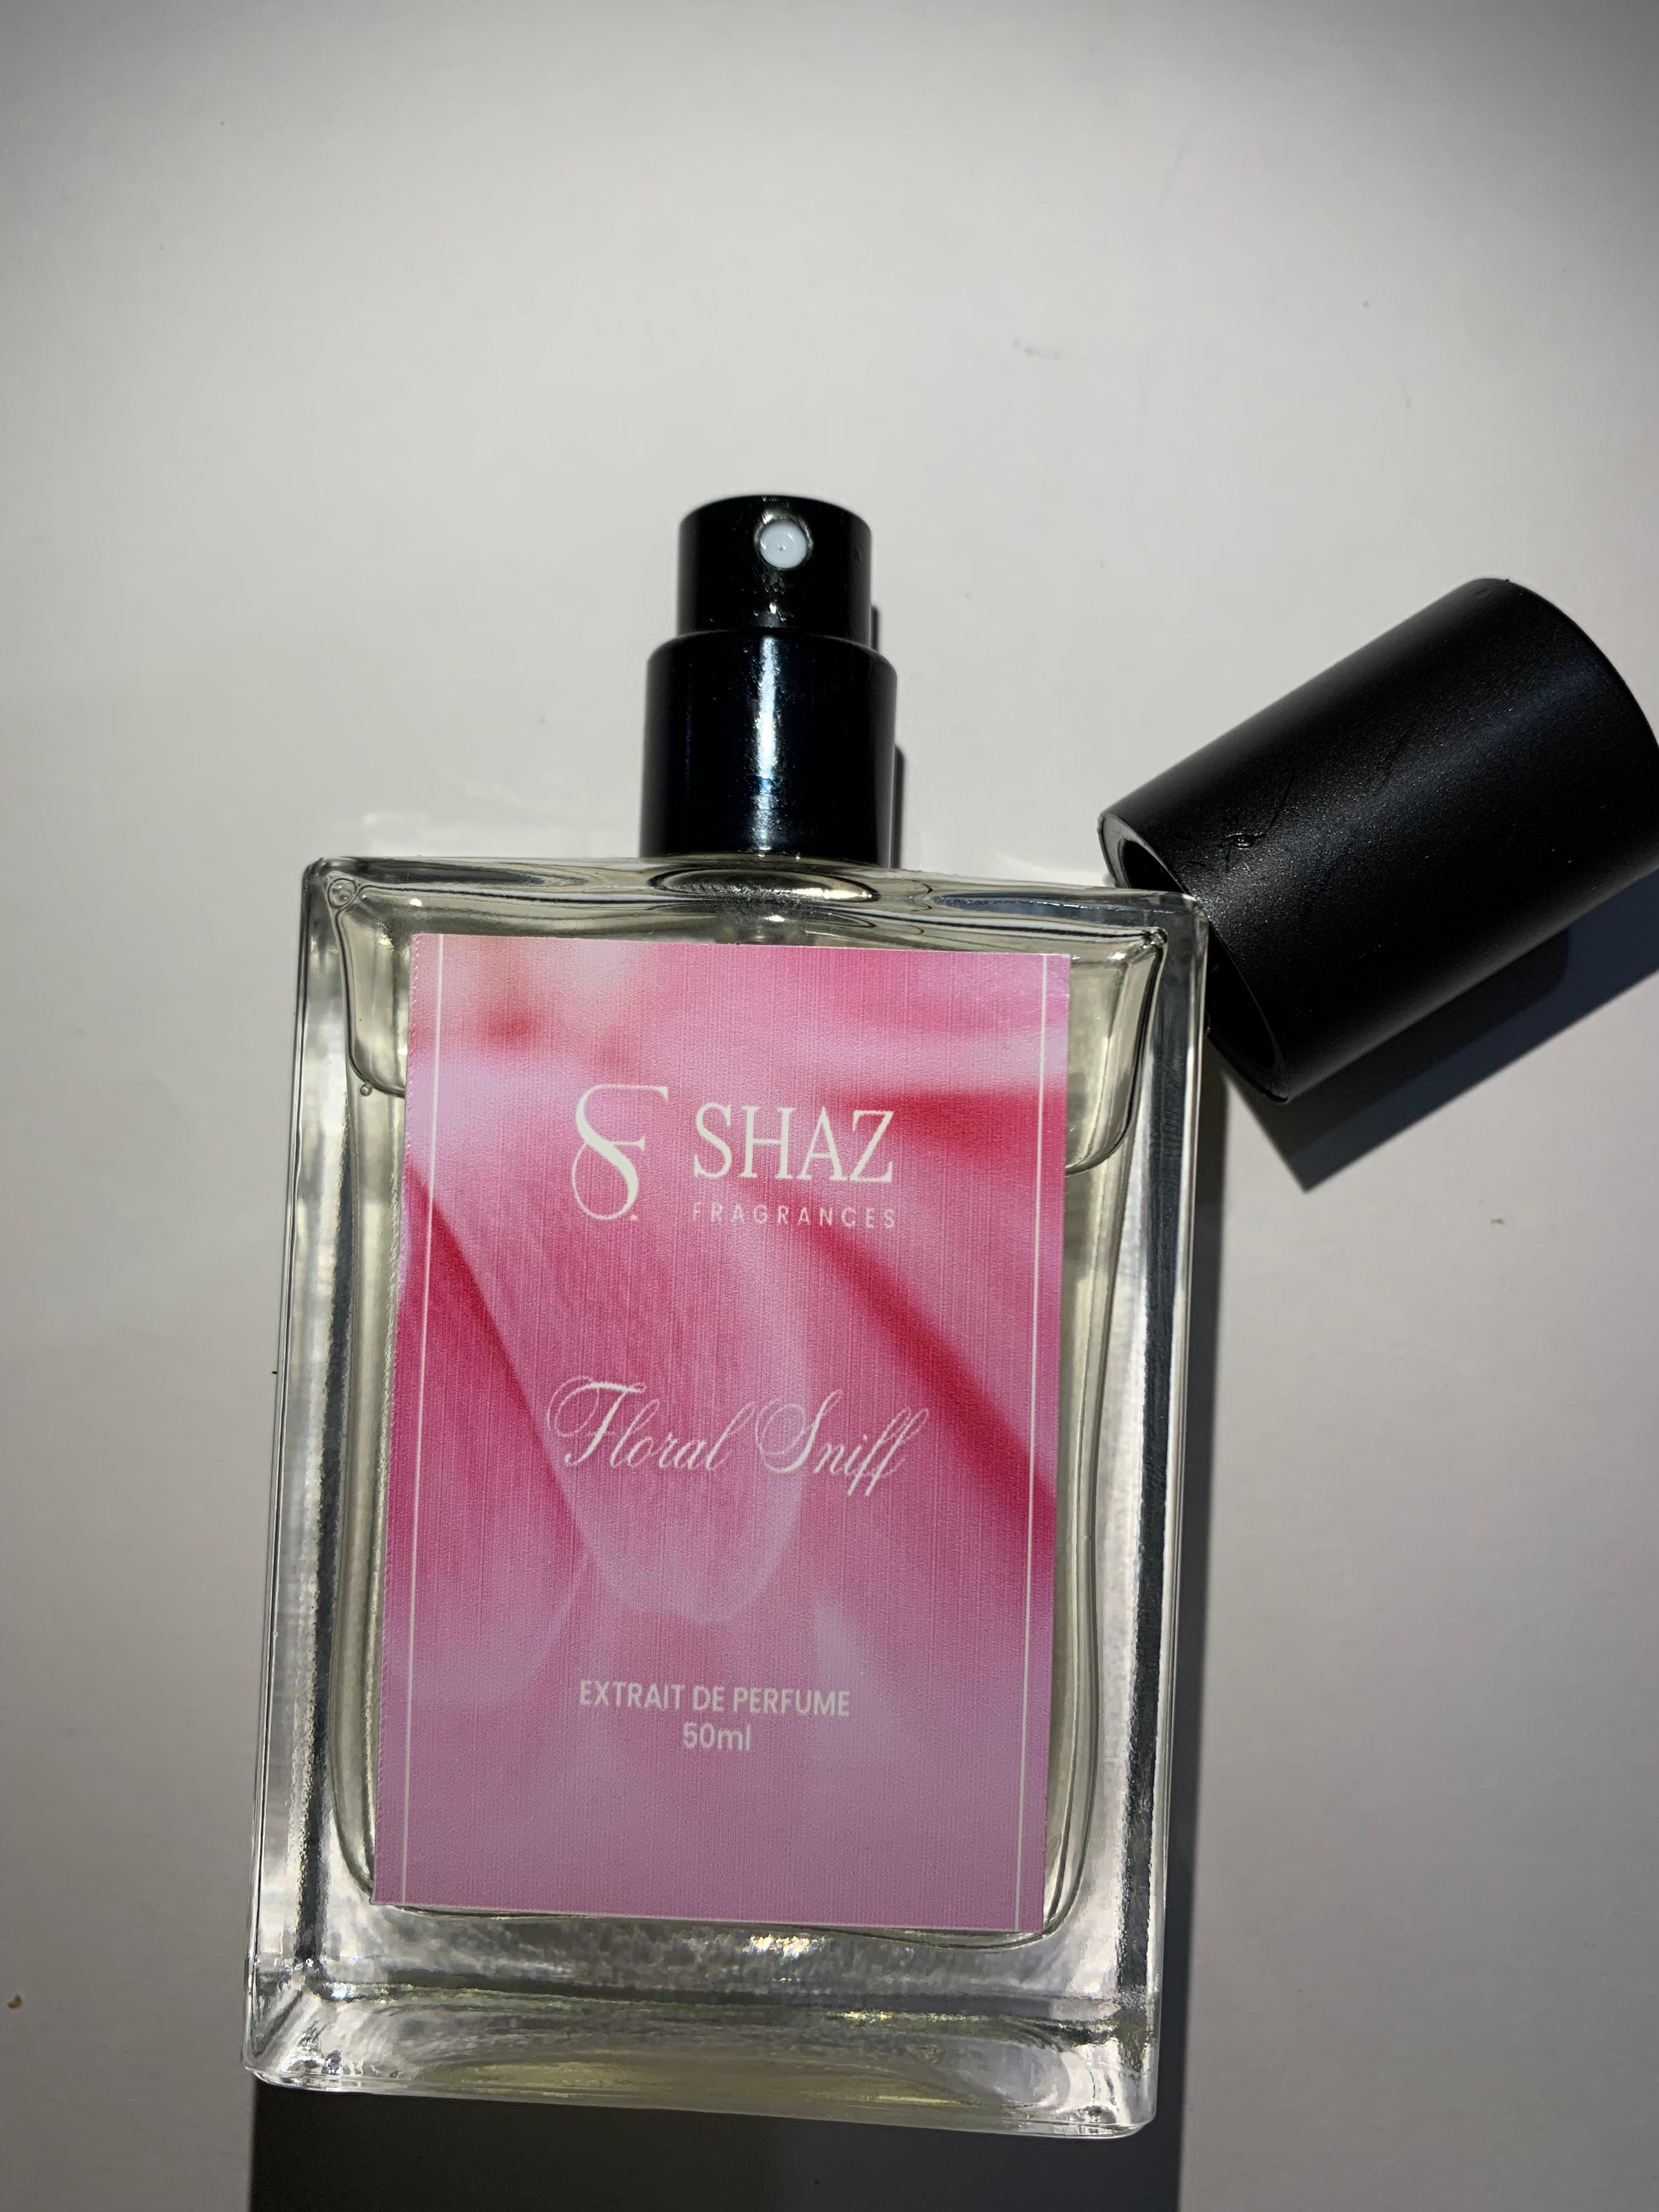 SF.
SHAZ
FRAGRANCES
Floral Sniff
EXTRAIT DE PERFUME
50ml